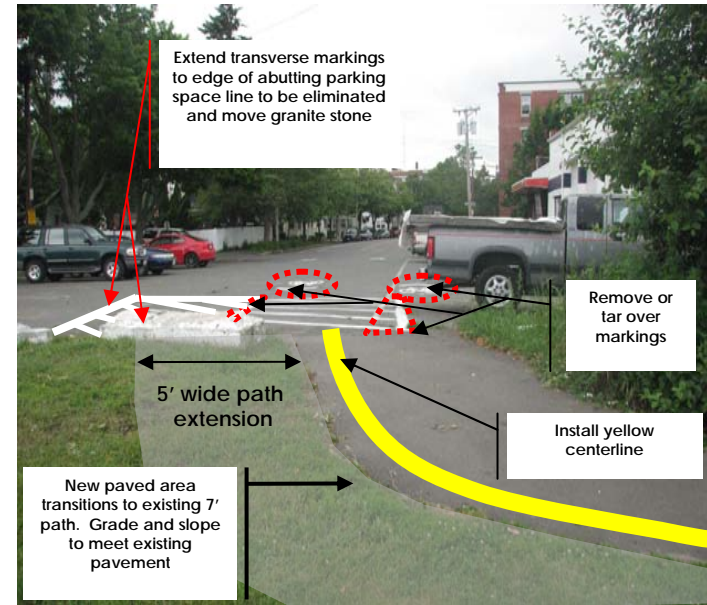 Extend transverse markings
to edge of abutting parking
space line to be eliminated
and move granite stone
Remove or
tar over
markings
5’ wide path
extension
Install yellow
centerline
New paved area
transitions to existing 7’
path. Grade and slope
to meet existing
pavement